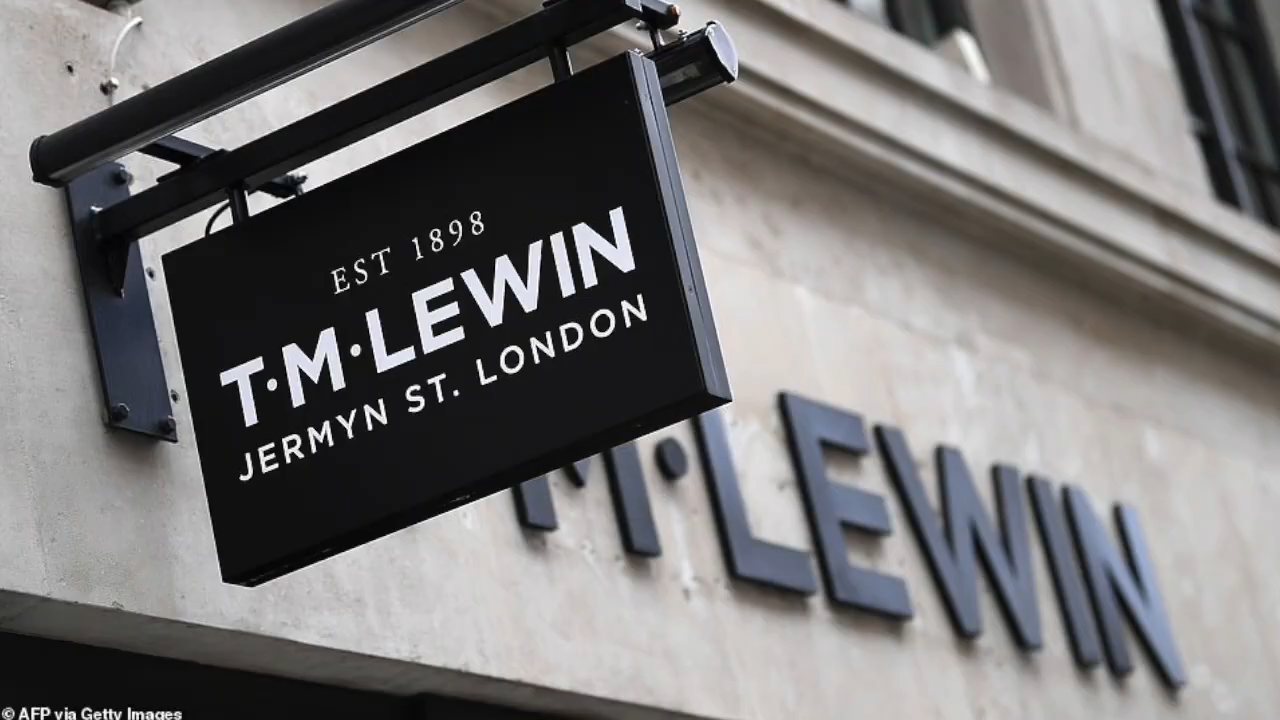 EST 1898
T·M·LEWIN
JERMYN ST. LONDON
M·LEWIN
© AFP via Getty Images